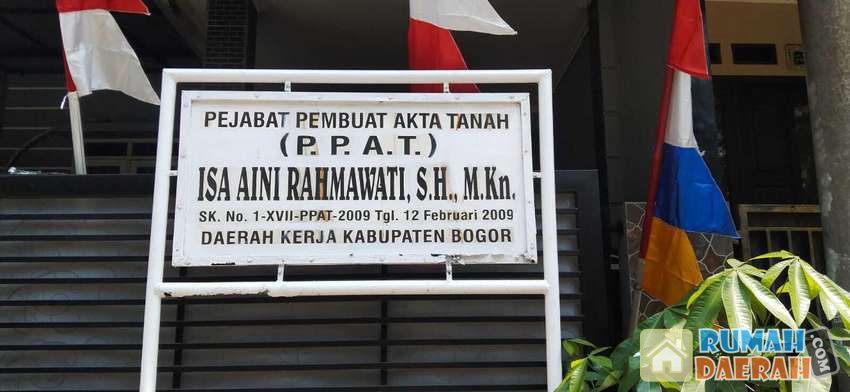 PEJABAT PEMBUAT AKTA TANAH
(P. P. A.T.)
ISA AINI RAHMAWATI, S.H., M.Kn.
SK. No. 1-XVII-PPAT-2009 Tgl. 12 Februari 2009
DAERAH KERJA KABUPATEN BOGOR
RUMAH
DAERAH.COM